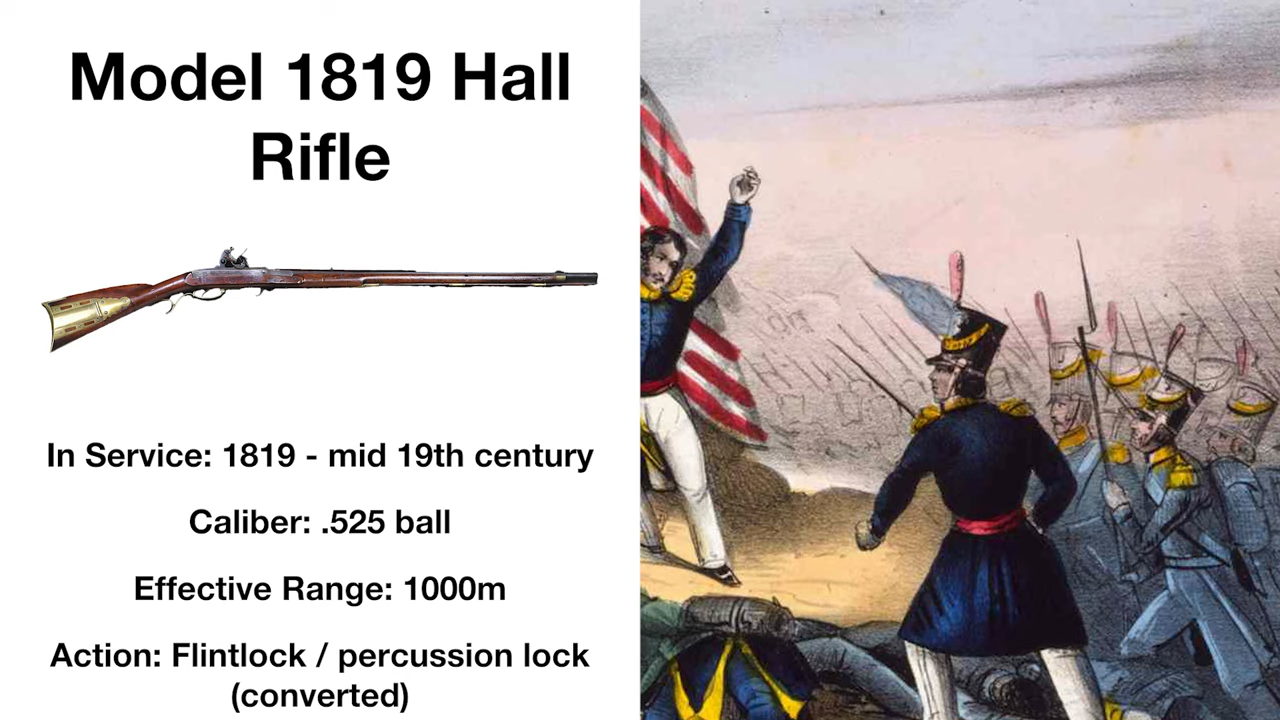 Model 1819 Hall
Rifle
In Service: 1819 - mid 19th century
Caliber: .525 ball
Effective Range: 1000m
Action: Flintlock / percussion lock
(converted)